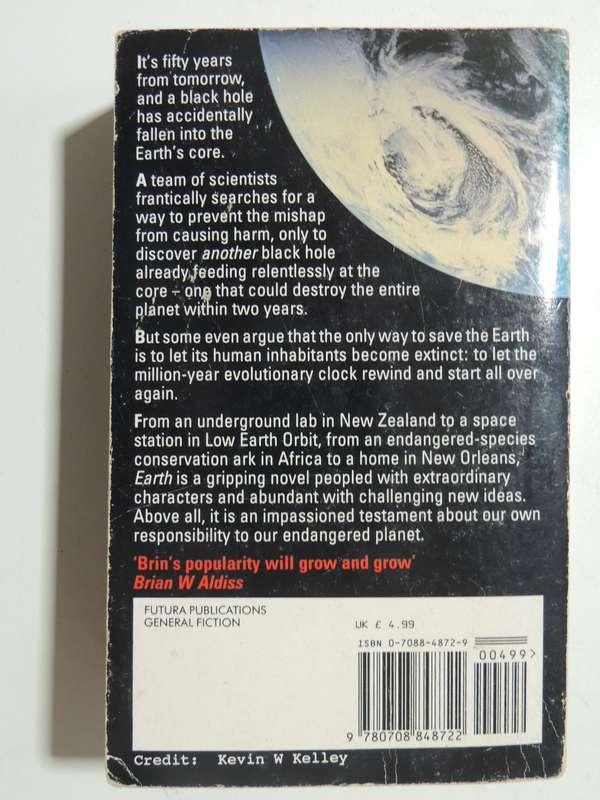 It's fifty years
from tomorrow,
and a black hole
has accidentally
fallen into the
Earth's core.
A team of scientists
frantically searches for a
way to prevent the mishap
from causing harm, only to
discover another black hole
already feeding relentlessly at the
core – one that could destroy the entire
planet within two years.
But some even argue that the only way to save the Earth
is to let its human inhabitants become extinct: to let the
million-year evolutionary clock rewind and start all over
again.
From an underground lab in New Zealand to a space
station in Low Earth Orbit, from an endangered-species
conservation ark in Africa to a home in New Orleans,
Earth is a gripping novel peopled with extraordinary
characters and abundant with challenging new ideas.
Above all, it is an impassioned testament about our own
responsibility to our endangered planet.
'Brin's popularity will grow and grow'
Brian W Aldiss
FUTURA PUBLICATIONS
GENERAL FICTION
UK £ 4.99
ISBN 0-7088-4872-9
00499>
9 780708 848722
Credit: Kevin W Kelley